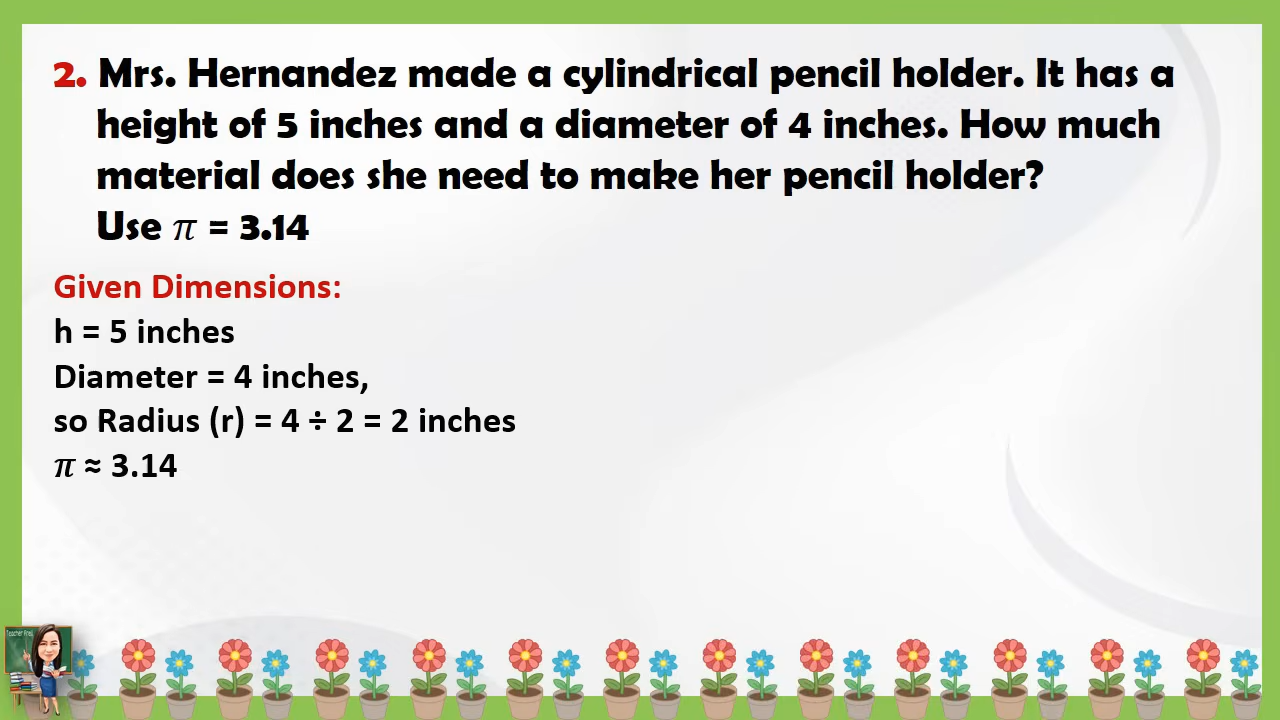 2. Mrs. Hernandez made a cylindrical pencil holder. It has a
height of 5 inches and a diameter of 4 inches. How much
material does she need to make her pencil holder?
Use 𝜋 = 3.14
Given Dimensions:
h = 5 inches
Diameter = 4 inches,
so Radius (r) = 4 ÷ 2 = 2 inches
𝜋 ≈ 3.14